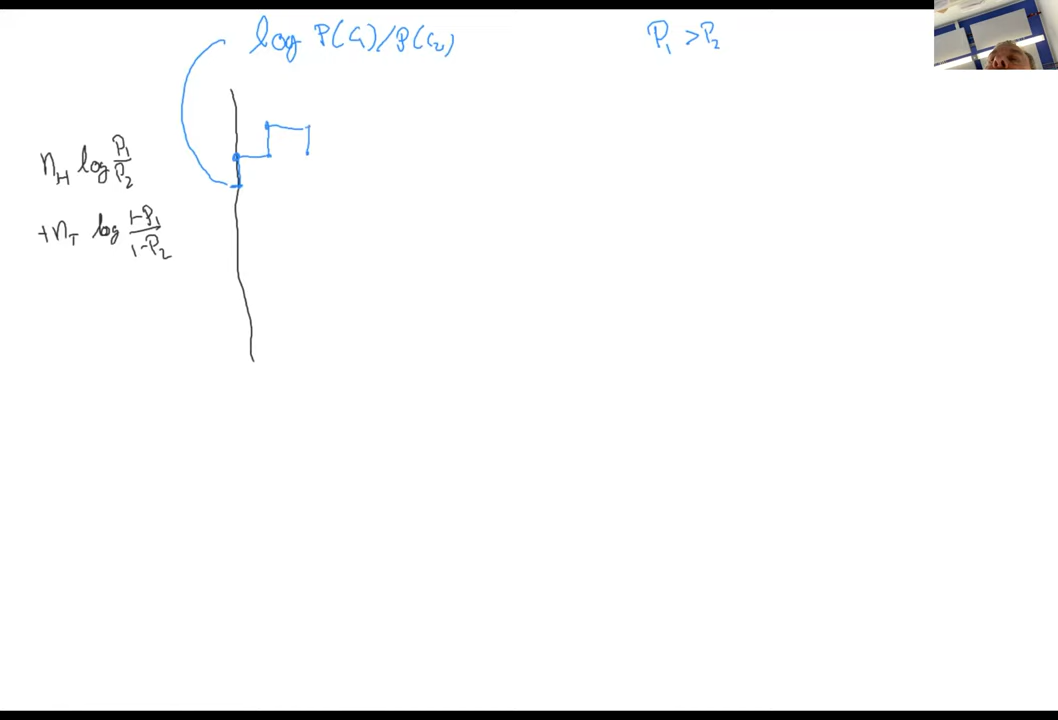 log P(C₁)/P(C₂)
P₁ > P₂
n_H log P₁/P₂
+n_T log 1-P₁/1-P₂